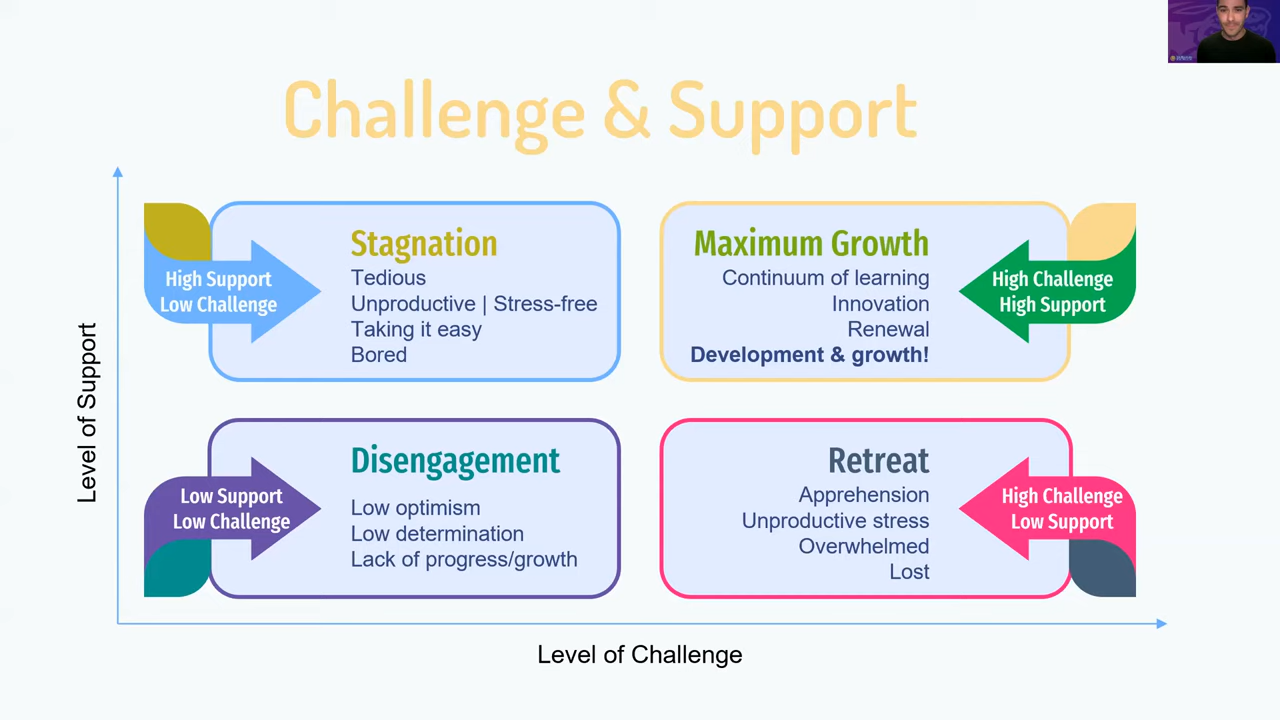 Challenge & Support
High Support
Low Challenge
Stagnation
Tedious
Unproductive | Stress-free
Taking it easy
Bored
Maximum Growth
Continuum of learning
Innovation
Renewal
Development & growth!
High Challenge
High Support
Level of Support
Low Support
Low Challenge
Disengagement
Low optimism
Low determination
Lack of progress/growth
Retreat
Apprehension
Unproductive stress
Overwhelmed
Lost
High Challenge
Low Support
Level of Challenge